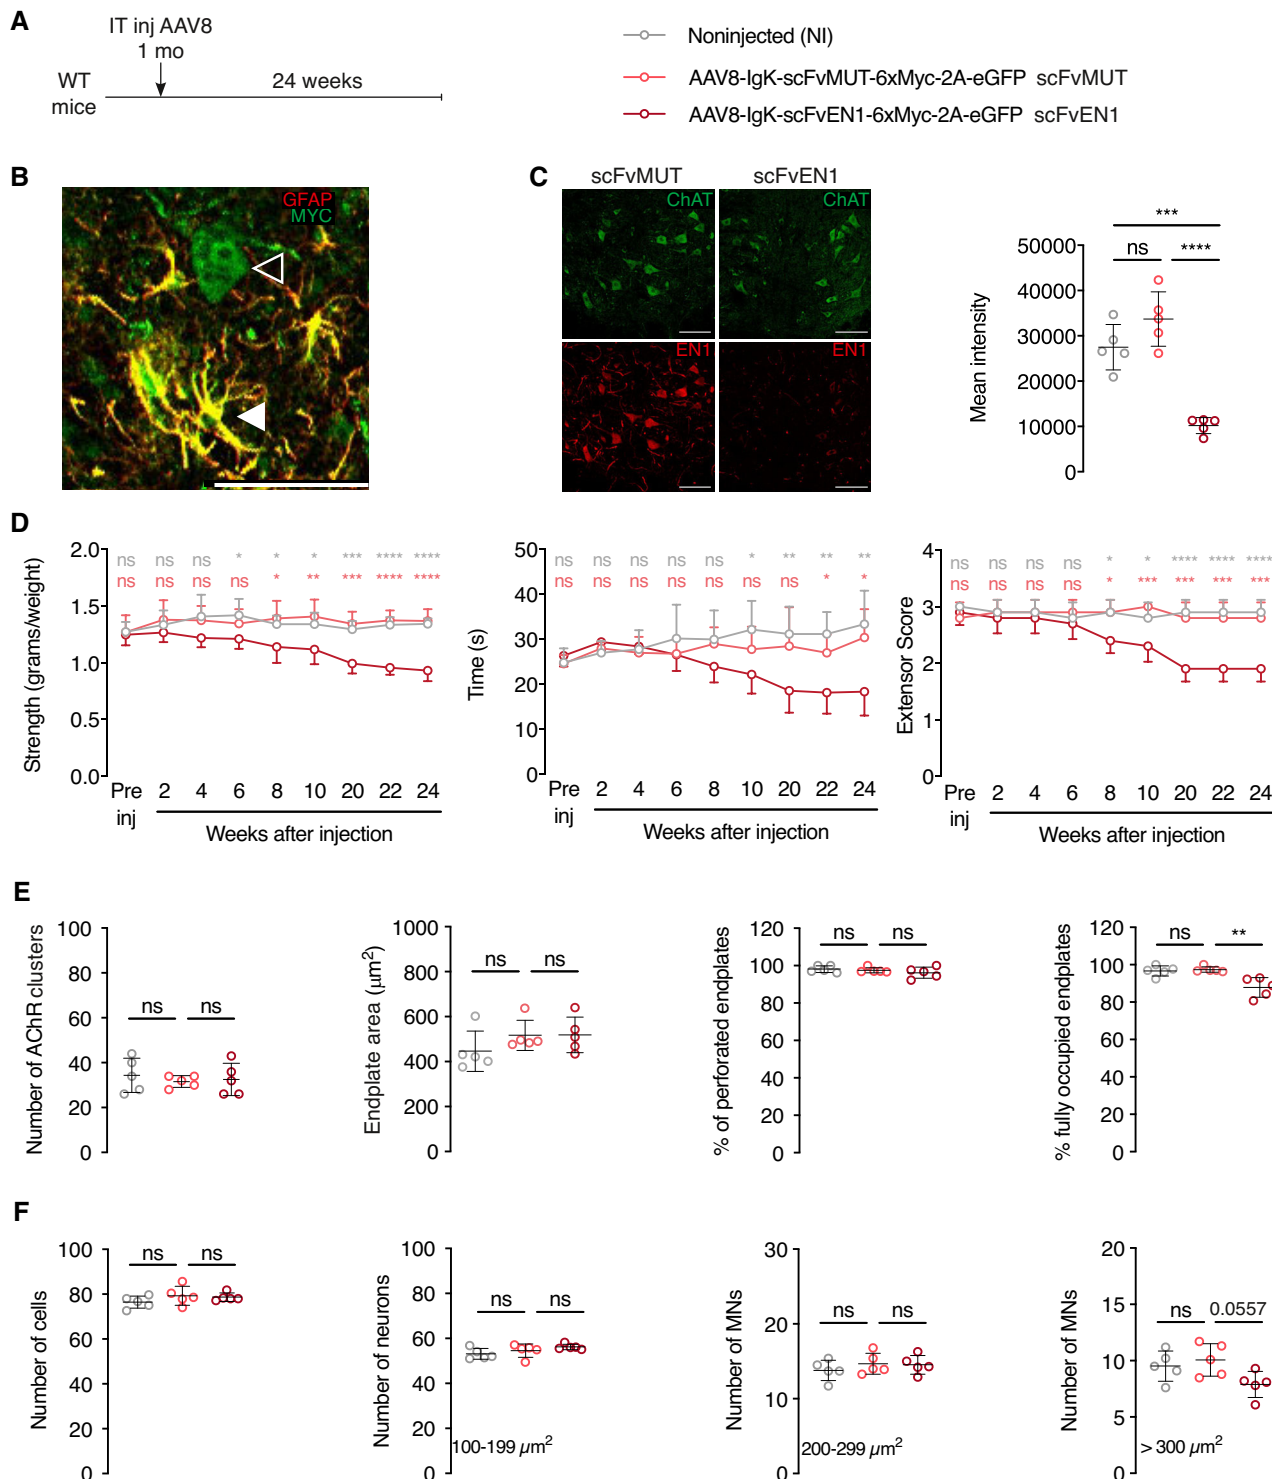 A
IT inj AAV8
1 mo
WT
mice
24 weeks
Noninjected (NI)
AAV8-IgK-scFvMUT-6xMyc-2A-eGFP scFvMUT
AAV8-IgK-scFvEN1-6xMyc-2A-eGFP scFvEN1
B
GFAP
MYC
C
scFvMUT
scFvEN1
ChAT
ChAT
EN1
EN1
Mean intensity
50000
40000
30000
20000
10000
0
***
ns
****
D
Strength (grams/weight)
2.0
1.5
1.0
0.5
0.0
ns ns ns * * * *** **** ****
ns ns ns ns * ** *** **** ****
Pre inj
2 4 6 8 10 20 22 24
Weeks after injection
Time (s)
50
40
30
20
10
0
ns ns ns ns ns * ** ** **
ns ns ns ns ns ns ns * *
Pre inj
2 4 6 8 10 20 22 24
Weeks after injection
Extensor Score
4
3
2
1
0
ns ns ns ns * * **** **** ****
ns ns ns ns * *** *** *** ***
Pre inj
2 4 6 8 10 20 22 24
Weeks after injection
E
Number of AChR clusters
100
80
60
40
20
0
ns
ns
Endplate area (µm²)
1000
800
600
400
200
0
ns
ns
% of perforated endplates
120
100
80
60
40
20
0
ns
ns
% fully occupied endplates
120
100
80
60
40
20
0
ns
**
F
Number of cells
100
80
60
40
20
0
ns
ns
Number of neurons
100
80
60
40
20
0
ns
ns
100-199 µm²
Number of MNs
30
20
10
0
ns
ns
200-299 µm²
Number of MNs
20
15
10
5
0
ns
0.0557
> 300 µm²